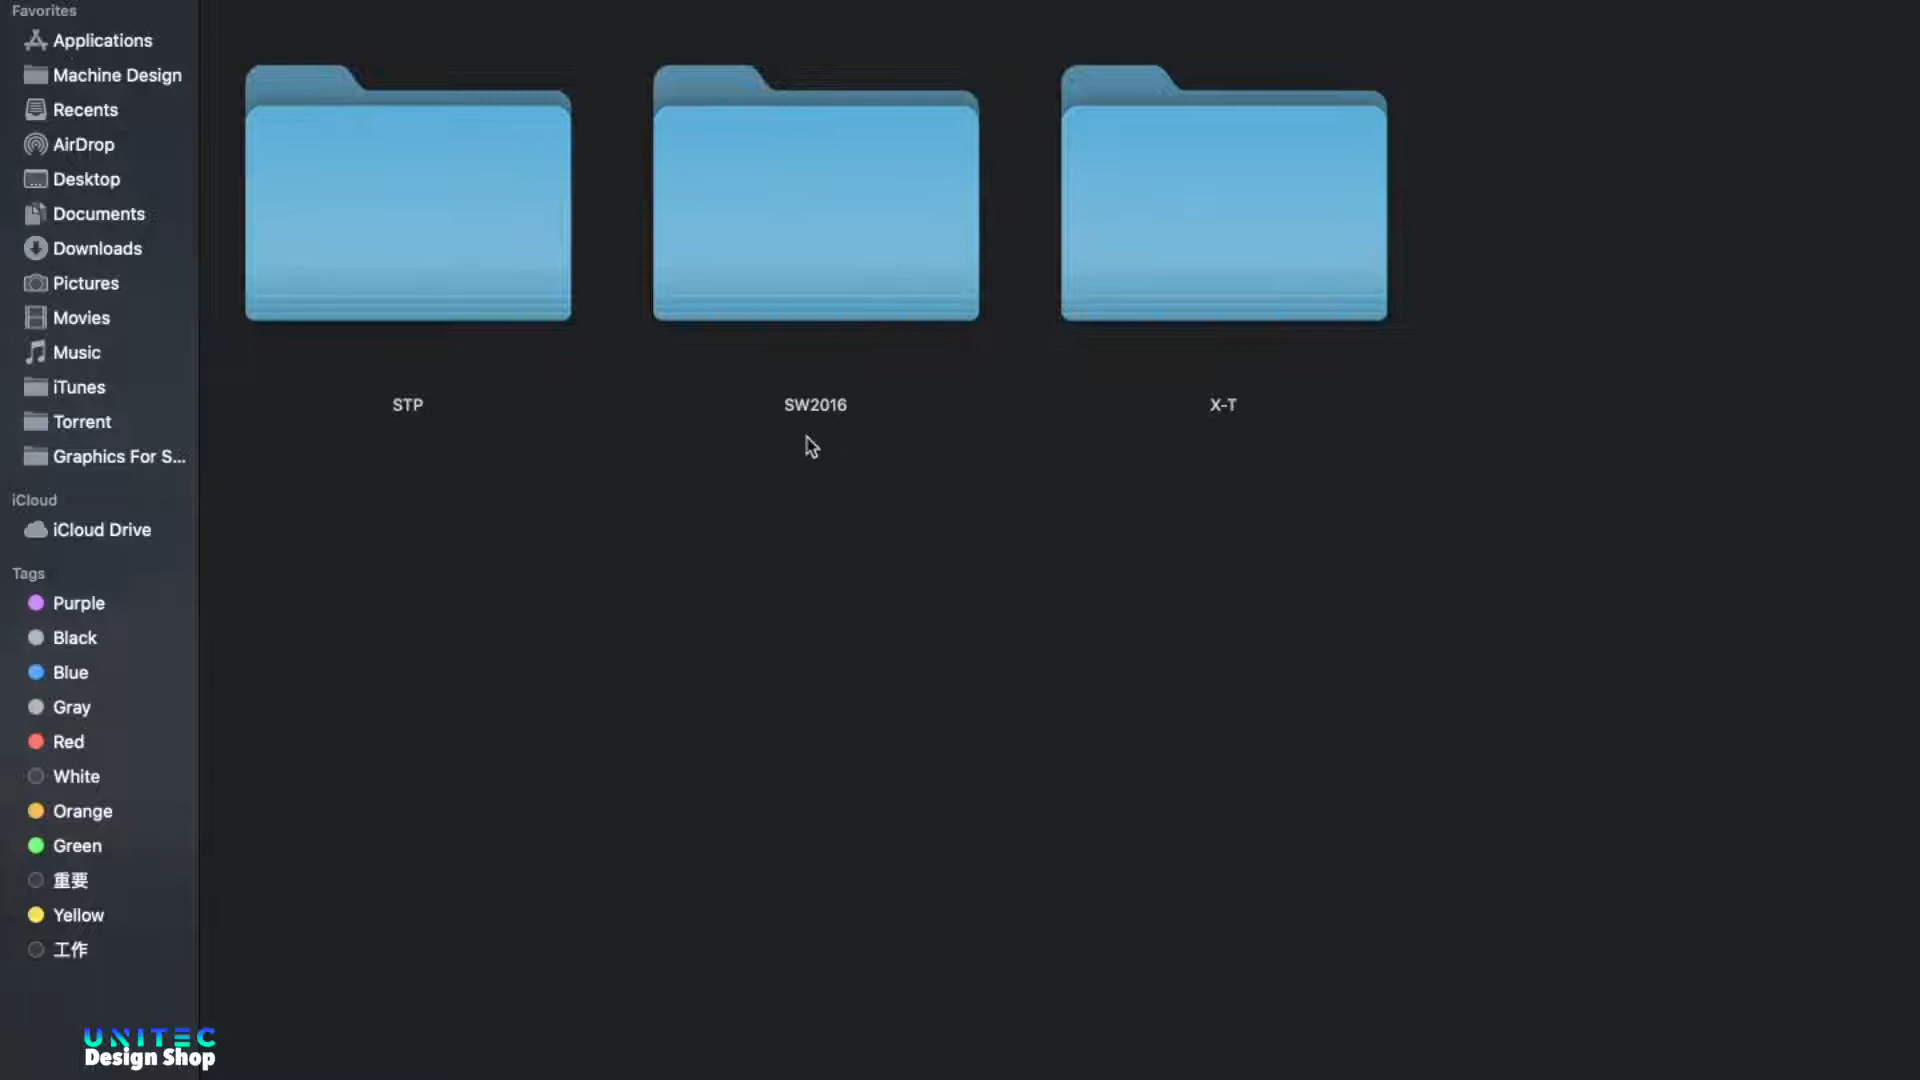 Favorites
Applications
Machine Design
Recents
AirDrop
Desktop
Documents
Downloads
Pictures
Movies
Music
iTunes
Torrent
Graphics For S...
iCloud
iCloud Drive
Tags
Purple
Black
Blue
Gray
Red
White
Orange
Green
重要
Yellow
工作
STP
SW2016
X-T
UNITEC
Design Shop